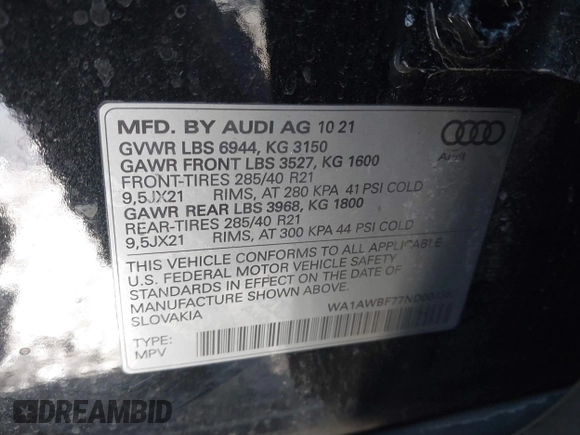 MFD. BY AUDI AG 10 21
GVWR LBS 6944, KG 3150
GAWR FRONT LBS 3527, KG 1600
FRONT-TIRES 285/40 R21
9,5JX21 RIMS, AT 280 KPA 41 PSI COLD
GAWR REAR LBS 3968, KG 1800
REAR-TIRES 285/40 R21
9,5JX21 RIMS, AT 300 KPA 44 PSI COLD
THIS VEHICLE CONFORMS TO ALL APPLICABLE
U.S. FEDERAL MOTOR VEHICLE SAFETY
STANDARDS IN EFFECT ON THE DATE OF
MANUFACTURE SHOWN ABOVE.
SLOVAKIA
TYPE:
MPV
Audi
DREAMBID